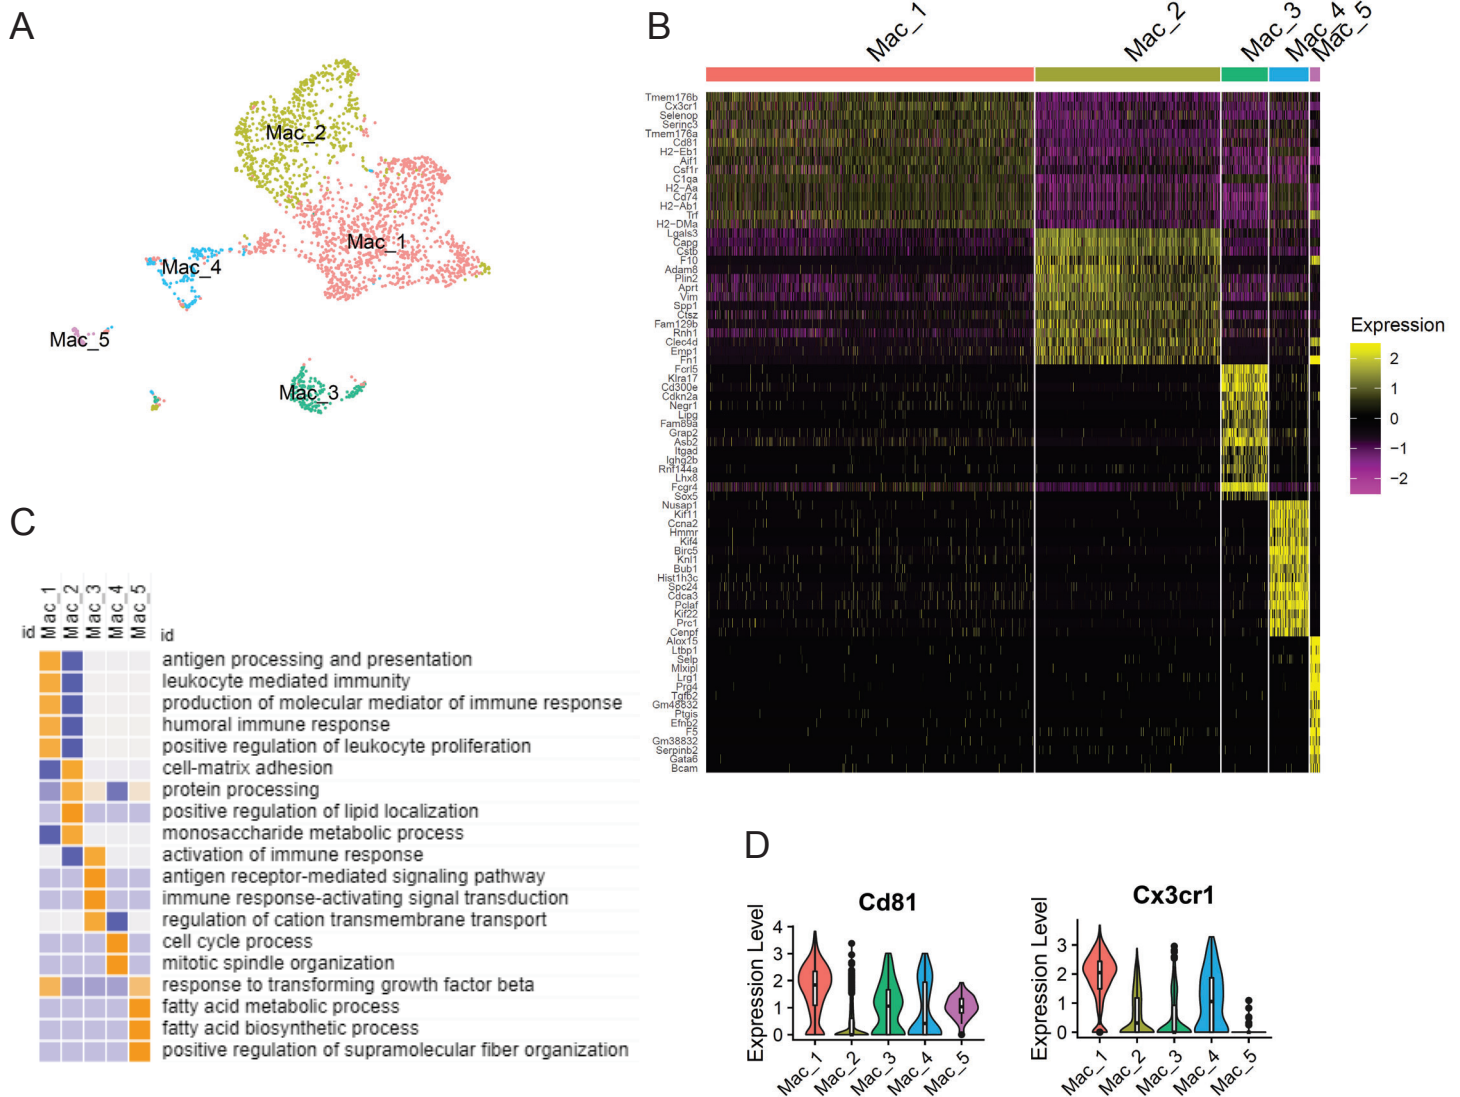 A
Mac_2
Mac_1
Mac_4
Mac_5
Mac_3
B
Mac_1
Mac_2
Mac_3
Mac_4
Mac_5
Tmem176b
Cx3cr1
Selenop
Serinc3
Tmem176a
Cd81
H2−Eb1
Aif1
Csf1r
C1qa
H2−Aa
Cd74
H2−Ab1
Trf
H2−DMa
Lgals3
Capg
Cstb
F10
Adam8
Plin2
Aprt
Vim
Spp1
Ctsz
Fam129b
Rnh1
Clec4d
Emp1
Fn1
Fcrl5
Klra17
Cd300e
Cdkn2a
Negr1
Lipg
Fam89a
Grap2
Asb2
Itgad
Ighg2b
Rnf144a
Lhx8
Fcgr4
Sox5
Nusap1
Kif11
Ccna2
Hmmr
Kif4
Birc5
Knl1
Bub1
Hist1h3c
Spc24
Cdca3
Pclaf
Kif22
Prc1
Cenpf
Alox15
Ltbp1
Selp
Mlxipl
Lrg1
Prg4
Tgfb2
Gm48832
Ptgis
Efnb2
F5
Gm38832
Serpinb2
Gata6
Bcam
Expression
2
1
0
−1
−2
C
id Mac_1 Mac_2 Mac_3 Mac_4 Mac_5 id
antigen processing and presentation
leukocyte mediated immunity
production of molecular mediator of immune response
humoral immune response
positive regulation of leukocyte proliferation
cell-matrix adhesion
protein processing
positive regulation of lipid localization
monosaccharide metabolic process
activation of immune response
antigen receptor-mediated signaling pathway
immune response-activating signal transduction
regulation of cation transmembrane transport
cell cycle process
mitotic spindle organization
response to transforming growth factor beta
fatty acid metabolic process
fatty acid biosynthetic process
positive regulation of supramolecular fiber organization
D
Cd81
Expression Level
4
3
2
1
0
Mac_1
Mac_2
Mac_3
Mac_4
Mac_5
Cx3cr1
Expression Level
3
2
1
0
Mac_1
Mac_2
Mac_3
Mac_4
Mac_5